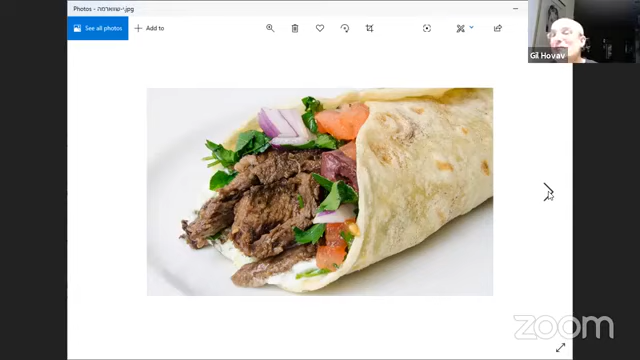 Photos - י-שווארמה.jpg
See all photos
Add to
Gil Hovav
zoom